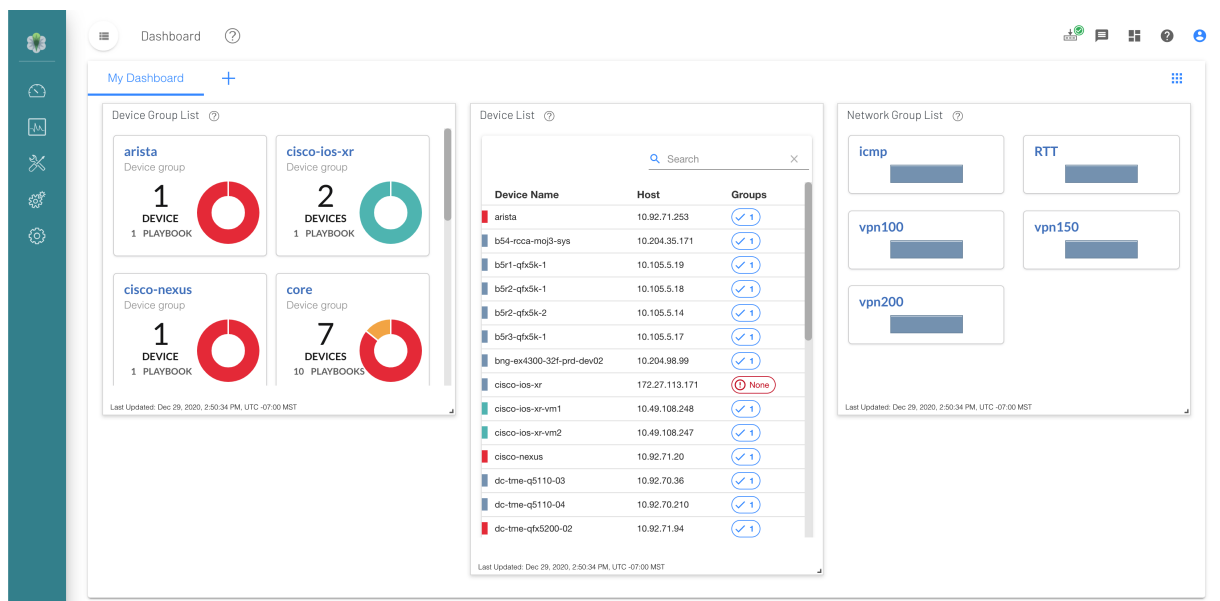 Dashboard
My Dashboard
Device Group List
arista
Device group
1
DEVICE
1 PLAYBOOK
cisco-ios-xr
Device group
2
DEVICES
1 PLAYBOOK
cisco-nexus
Device group
1
DEVICE
1 PLAYBOOK
core
Device group
7
DEVICES
10 PLAYBOOKS
Last Updated: Dec 29, 2020, 2:50:34 PM, UTC -07:00 MST
Device List
Search
Device Name Host Groups
arista 10.92.71.253 1
b54-rcca-moj3-sys 10.204.35.171 1
b5r1-qfx5k-1 10.105.5.19 1
b5r2-qfx5k-1 10.105.5.18 1
b5r2-qfx5k-2 10.105.5.14 1
b5r3-qfx5k-1 10.105.5.17 1
bng-ex4300-32f-prd-dev02 10.204.98.99 1
cisco-ios-xr 172.27.113.171 None
cisco-ios-xr-vm1 10.49.108.248 1
cisco-ios-xr-vm2 10.49.108.247 1
cisco-nexus 10.92.71.20 1
dc-tme-q5110-03 10.92.70.36 1
dc-tme-q5110-04 10.92.70.210 1
dc-tme-qfx5200-02 10.92.71.94 1
Last Updated: Dec 29, 2020, 2:50:34 PM, UTC -07:00 MST
Network Group List
icmp
RTT
vpn100
vpn150
vpn200
Last Updated: Dec 29, 2020, 2:50:34 PM, UTC -07:00 MST